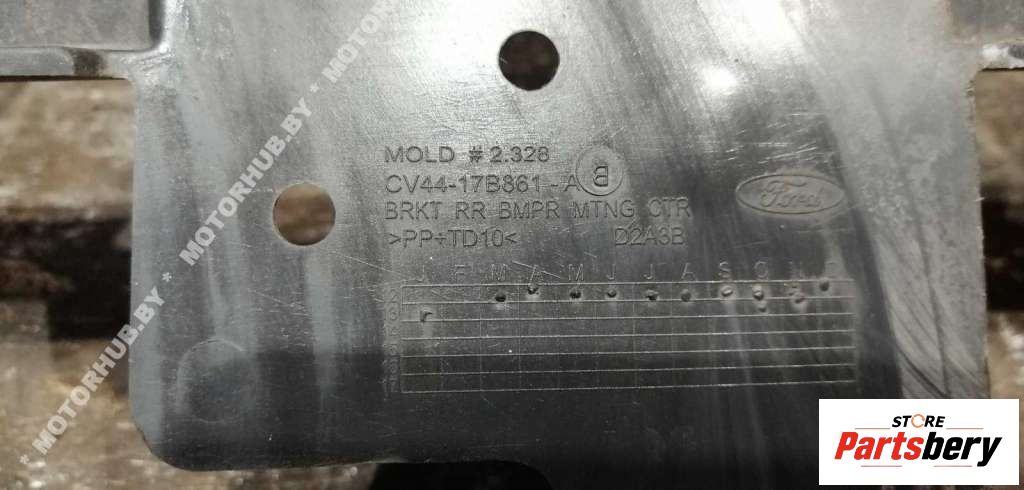 * MOTORHUB.BY * MOTORHUB.BY * MOTORHUB.BY *
MOLD # 2.328
CV44-17B861-A B
BRKT RR BMPR MTNG CTR
>PP+TD10< D2A3B
Ford
J F M A M J J A S O N D
STORE
Partsbery